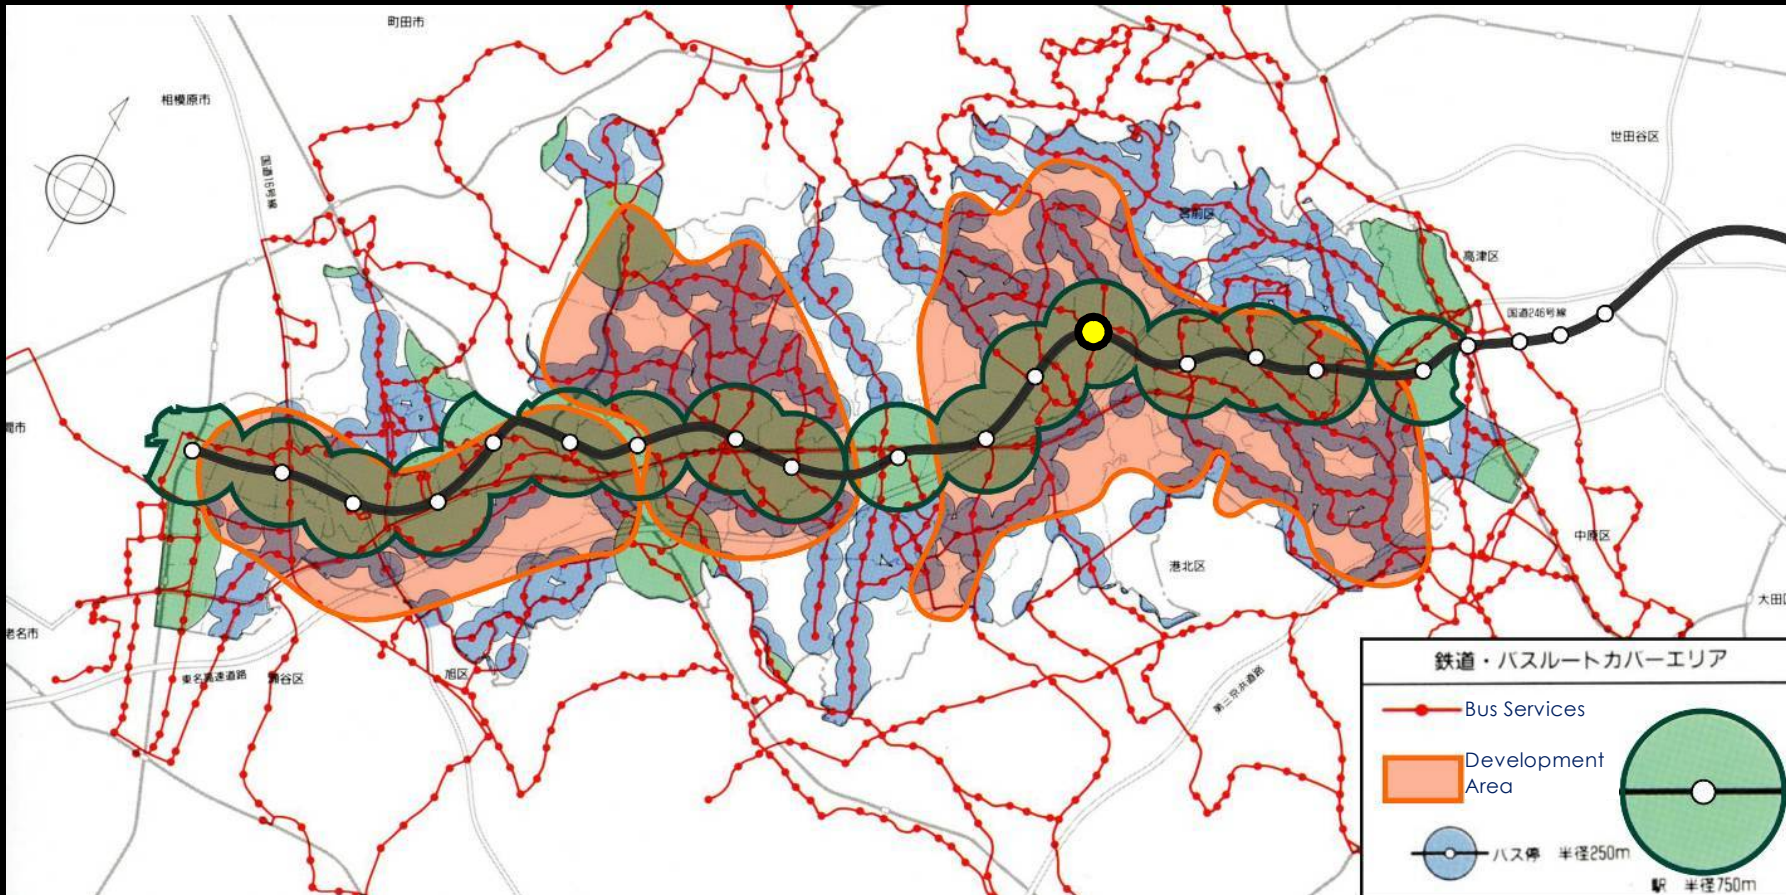 町田市
相模原市
国道16号線
世田谷区
宮前区
高津区
国道246号線
間市
中原区
港北区
大田区
老名市
東名高速道路
瀬谷区
旭区
第三京浜道路
鉄道・バスルートカバーエリア
Bus Services
Development
Area
バス停 半径250m
駅 半径750m